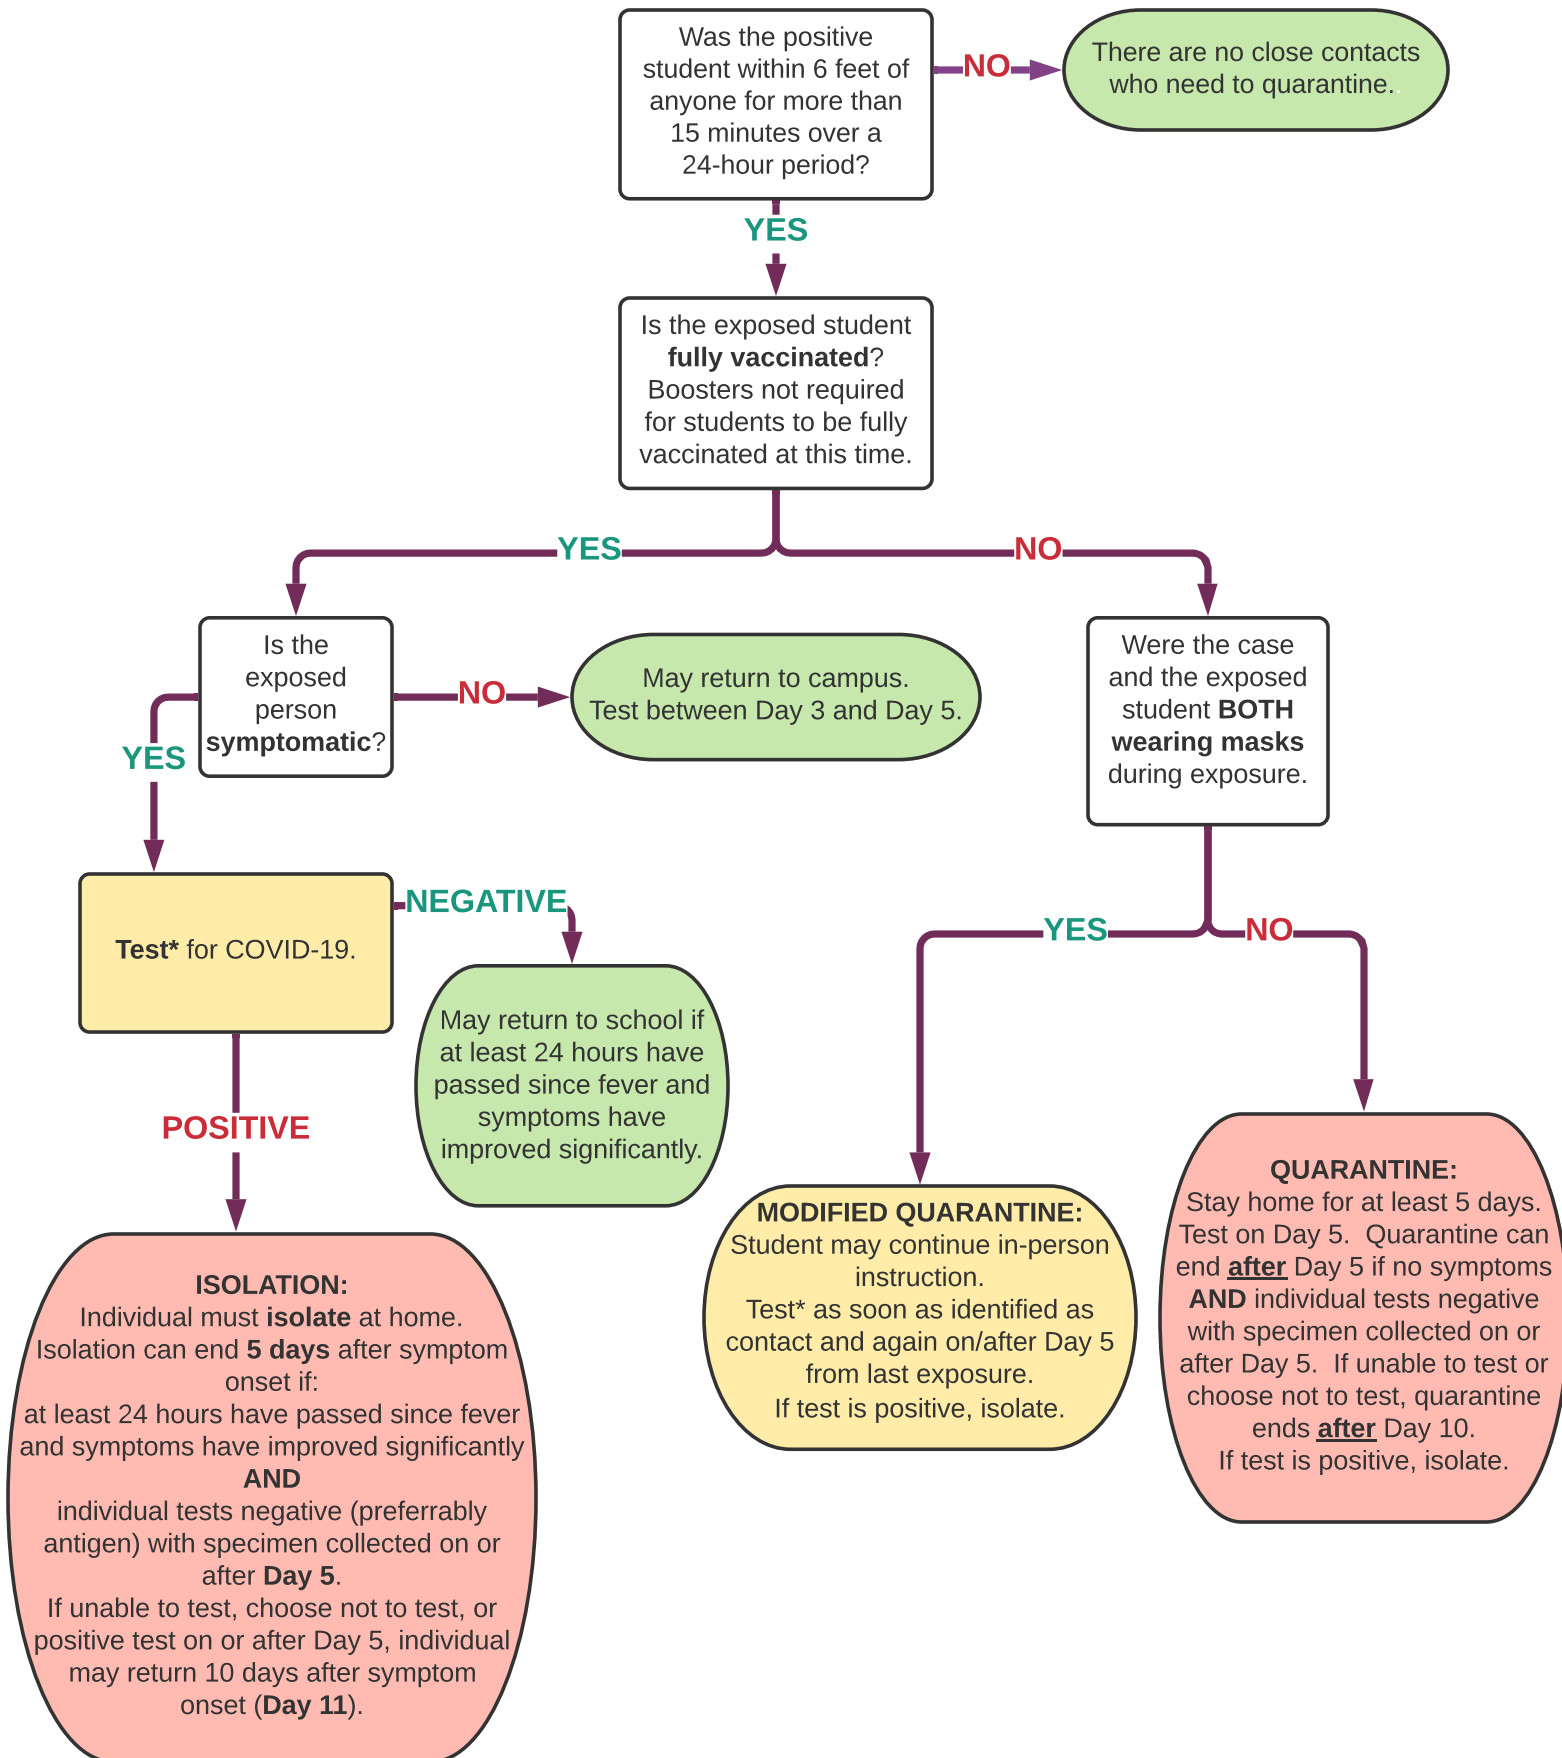 Was the positive
student within 6 feet of
anyone for more than
15 minutes over a
24-hour period?
NO
There are no close contacts
who need to quarantine..
YES
Is the exposed student
fully vaccinated?
Boosters not required
for students to be fully
vaccinated at this time.
YES
NO
Is the
exposed
person
symptomatic?
NO
May return to campus.
Test between Day 3 and Day 5.
Were the case
and the exposed
student BOTH
wearing masks
during exposure.
YES
Test* for COVID-19.
NEGATIVE
May return to school if
at least 24 hours have
passed since fever and
symptoms have
improved significantly.
YES
NO
POSITIVE
ISOLATION:
Individual must isolate at home.
Isolation can end 5 days after symptom
onset if:
at least 24 hours have passed since fever
and symptoms have improved significantly
AND
individual tests negative (preferrably
antigen) with specimen collected on or
after Day 5.
If unable to test, choose not to test, or
positive test on or after Day 5, individual
may return 10 days after symptom
onset (Day 11).
MODIFIED QUARANTINE:
Student may continue in-person
instruction.
Test* as soon as identified as
contact and again on/after Day 5
from last exposure.
If test is positive, isolate.
QUARANTINE:
Stay home for at least 5 days.
Test on Day 5.  Quarantine can
end after Day 5 if no symptoms
AND individual tests negative
with specimen collected on or
after Day 5.  If unable to test or
choose not to test, quarantine
ends after Day 10.
If test is positive, isolate.